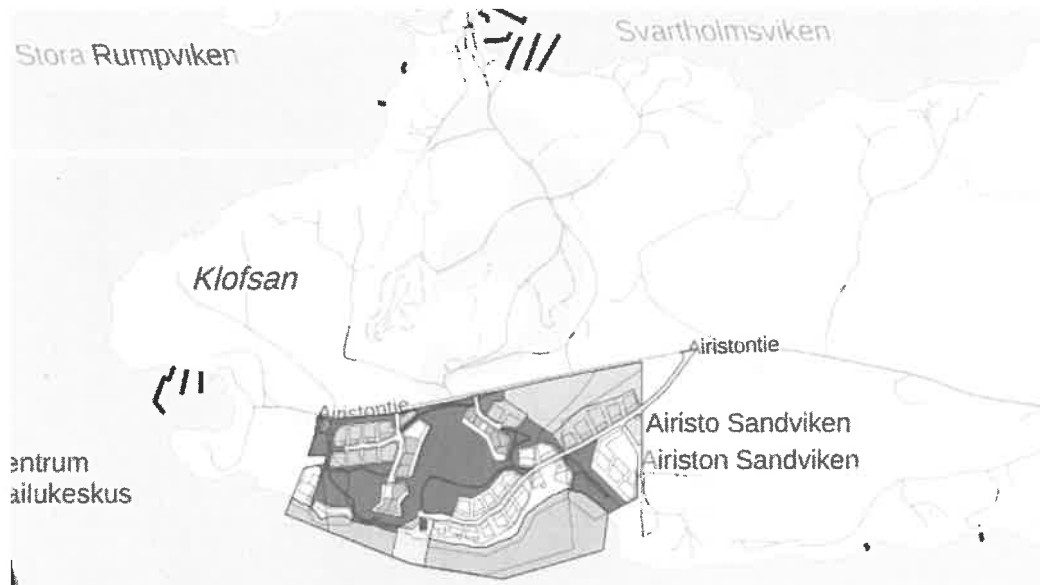 Stora Rumpviken
Svartholmsviken
Klofsan
Airistontie
Airistontie
Airisto Sandviken
Airiston Sandviken
entrum
ailukeskus